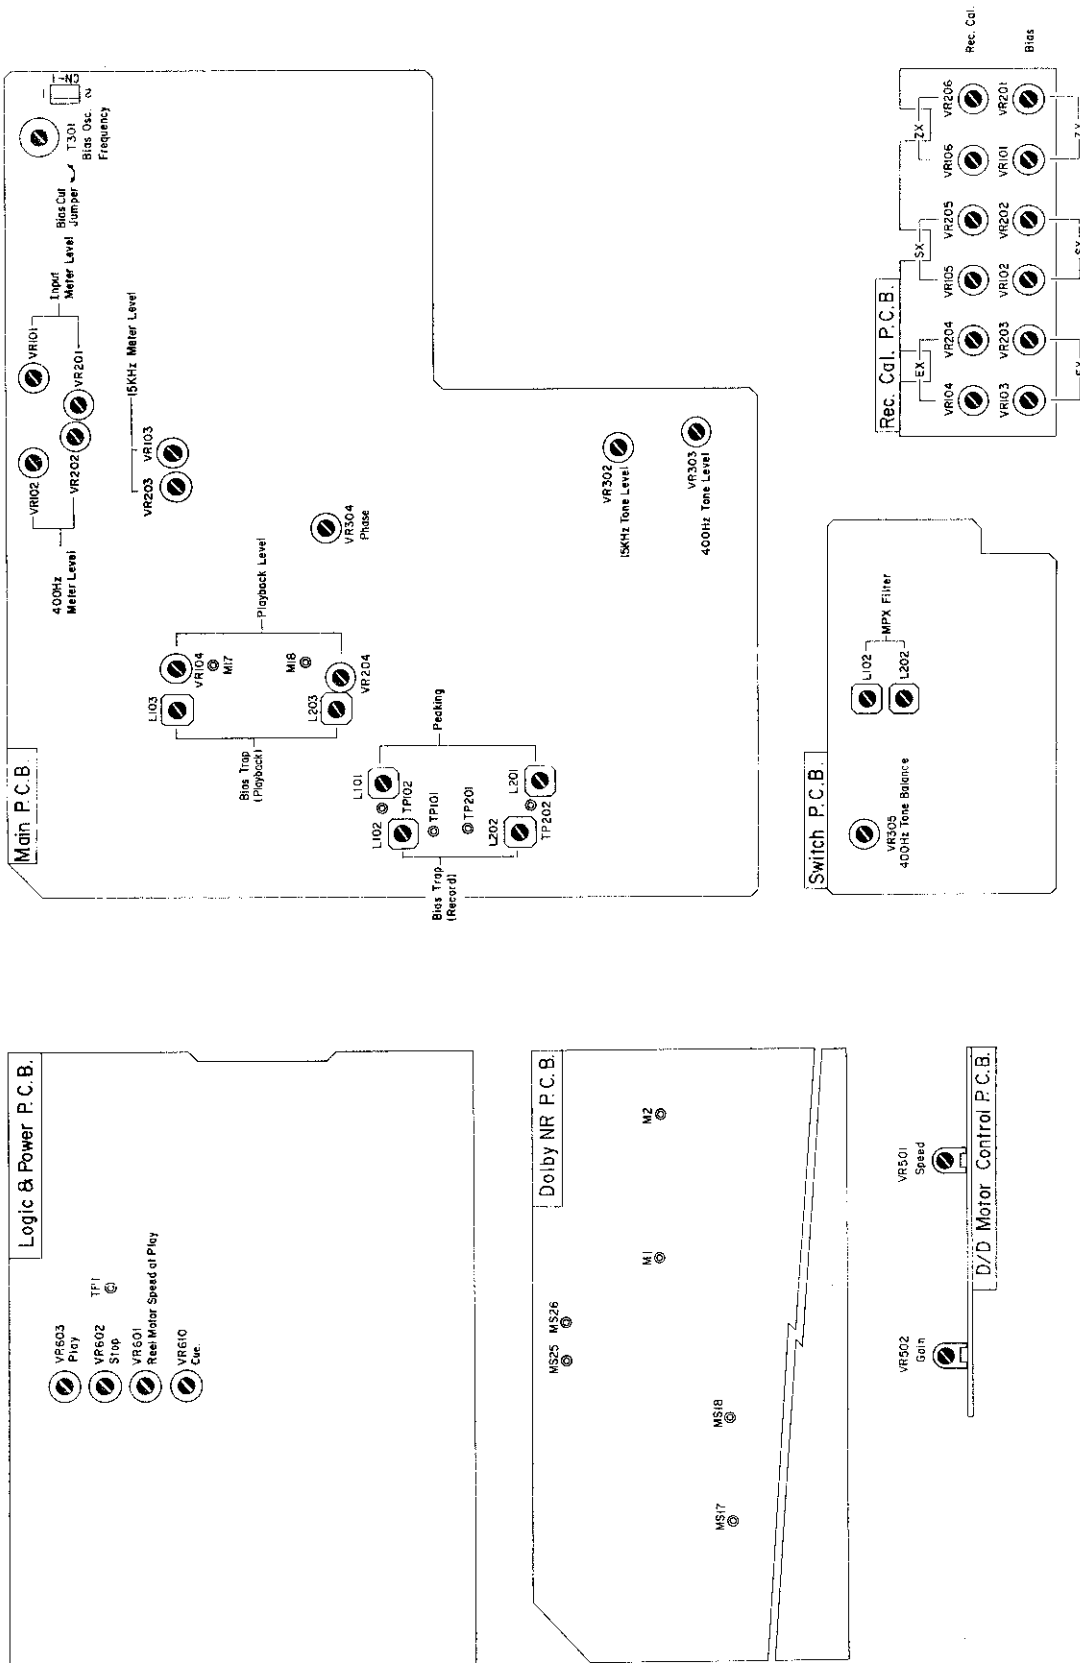 Main P.C.B.
400Hz
Meter Level
VR102
VR202
VR101
VR201
Input
Meter Level
Bias Cut
Jumper
T301
Bias Osc.
Frequency
CN-1
1
2
15KHz Meter Level
VR203
VR103
VR304
Phase
Playback Level
VR104
M17
M18
VR204
L103
L203
Bias Trap
(Playback)
Peaking
L101
TP102
L102
TP101
TP201
L202
TP202
L201
Bias Trap
(Record)
VR302
15KHz Tone Level
VR303
400Hz Tone Level
Switch P.C.B.
VR305
400Hz Tone Balance
L102
L202
MPX Filter
Rec. Cal. P.C.B.
EX
SX
ZX
VR104
VR204
VR105
VR205
VR106
VR206
Rec. Cal.
VR103
VR203
VR102
VR202
VR101
VR201
Bias
EX
SX
ZX
Logic & Power P.C.B.
VR603
Play
VR602
Stop
VR601
Reel Motor Speed at Play
VR610
Cue
Dolby NR P.C.B.
MS25
MS26
M1
M2
MS17
MS18
VR502
Gain
VR501
Speed
D/D Motor Control P.C.B.